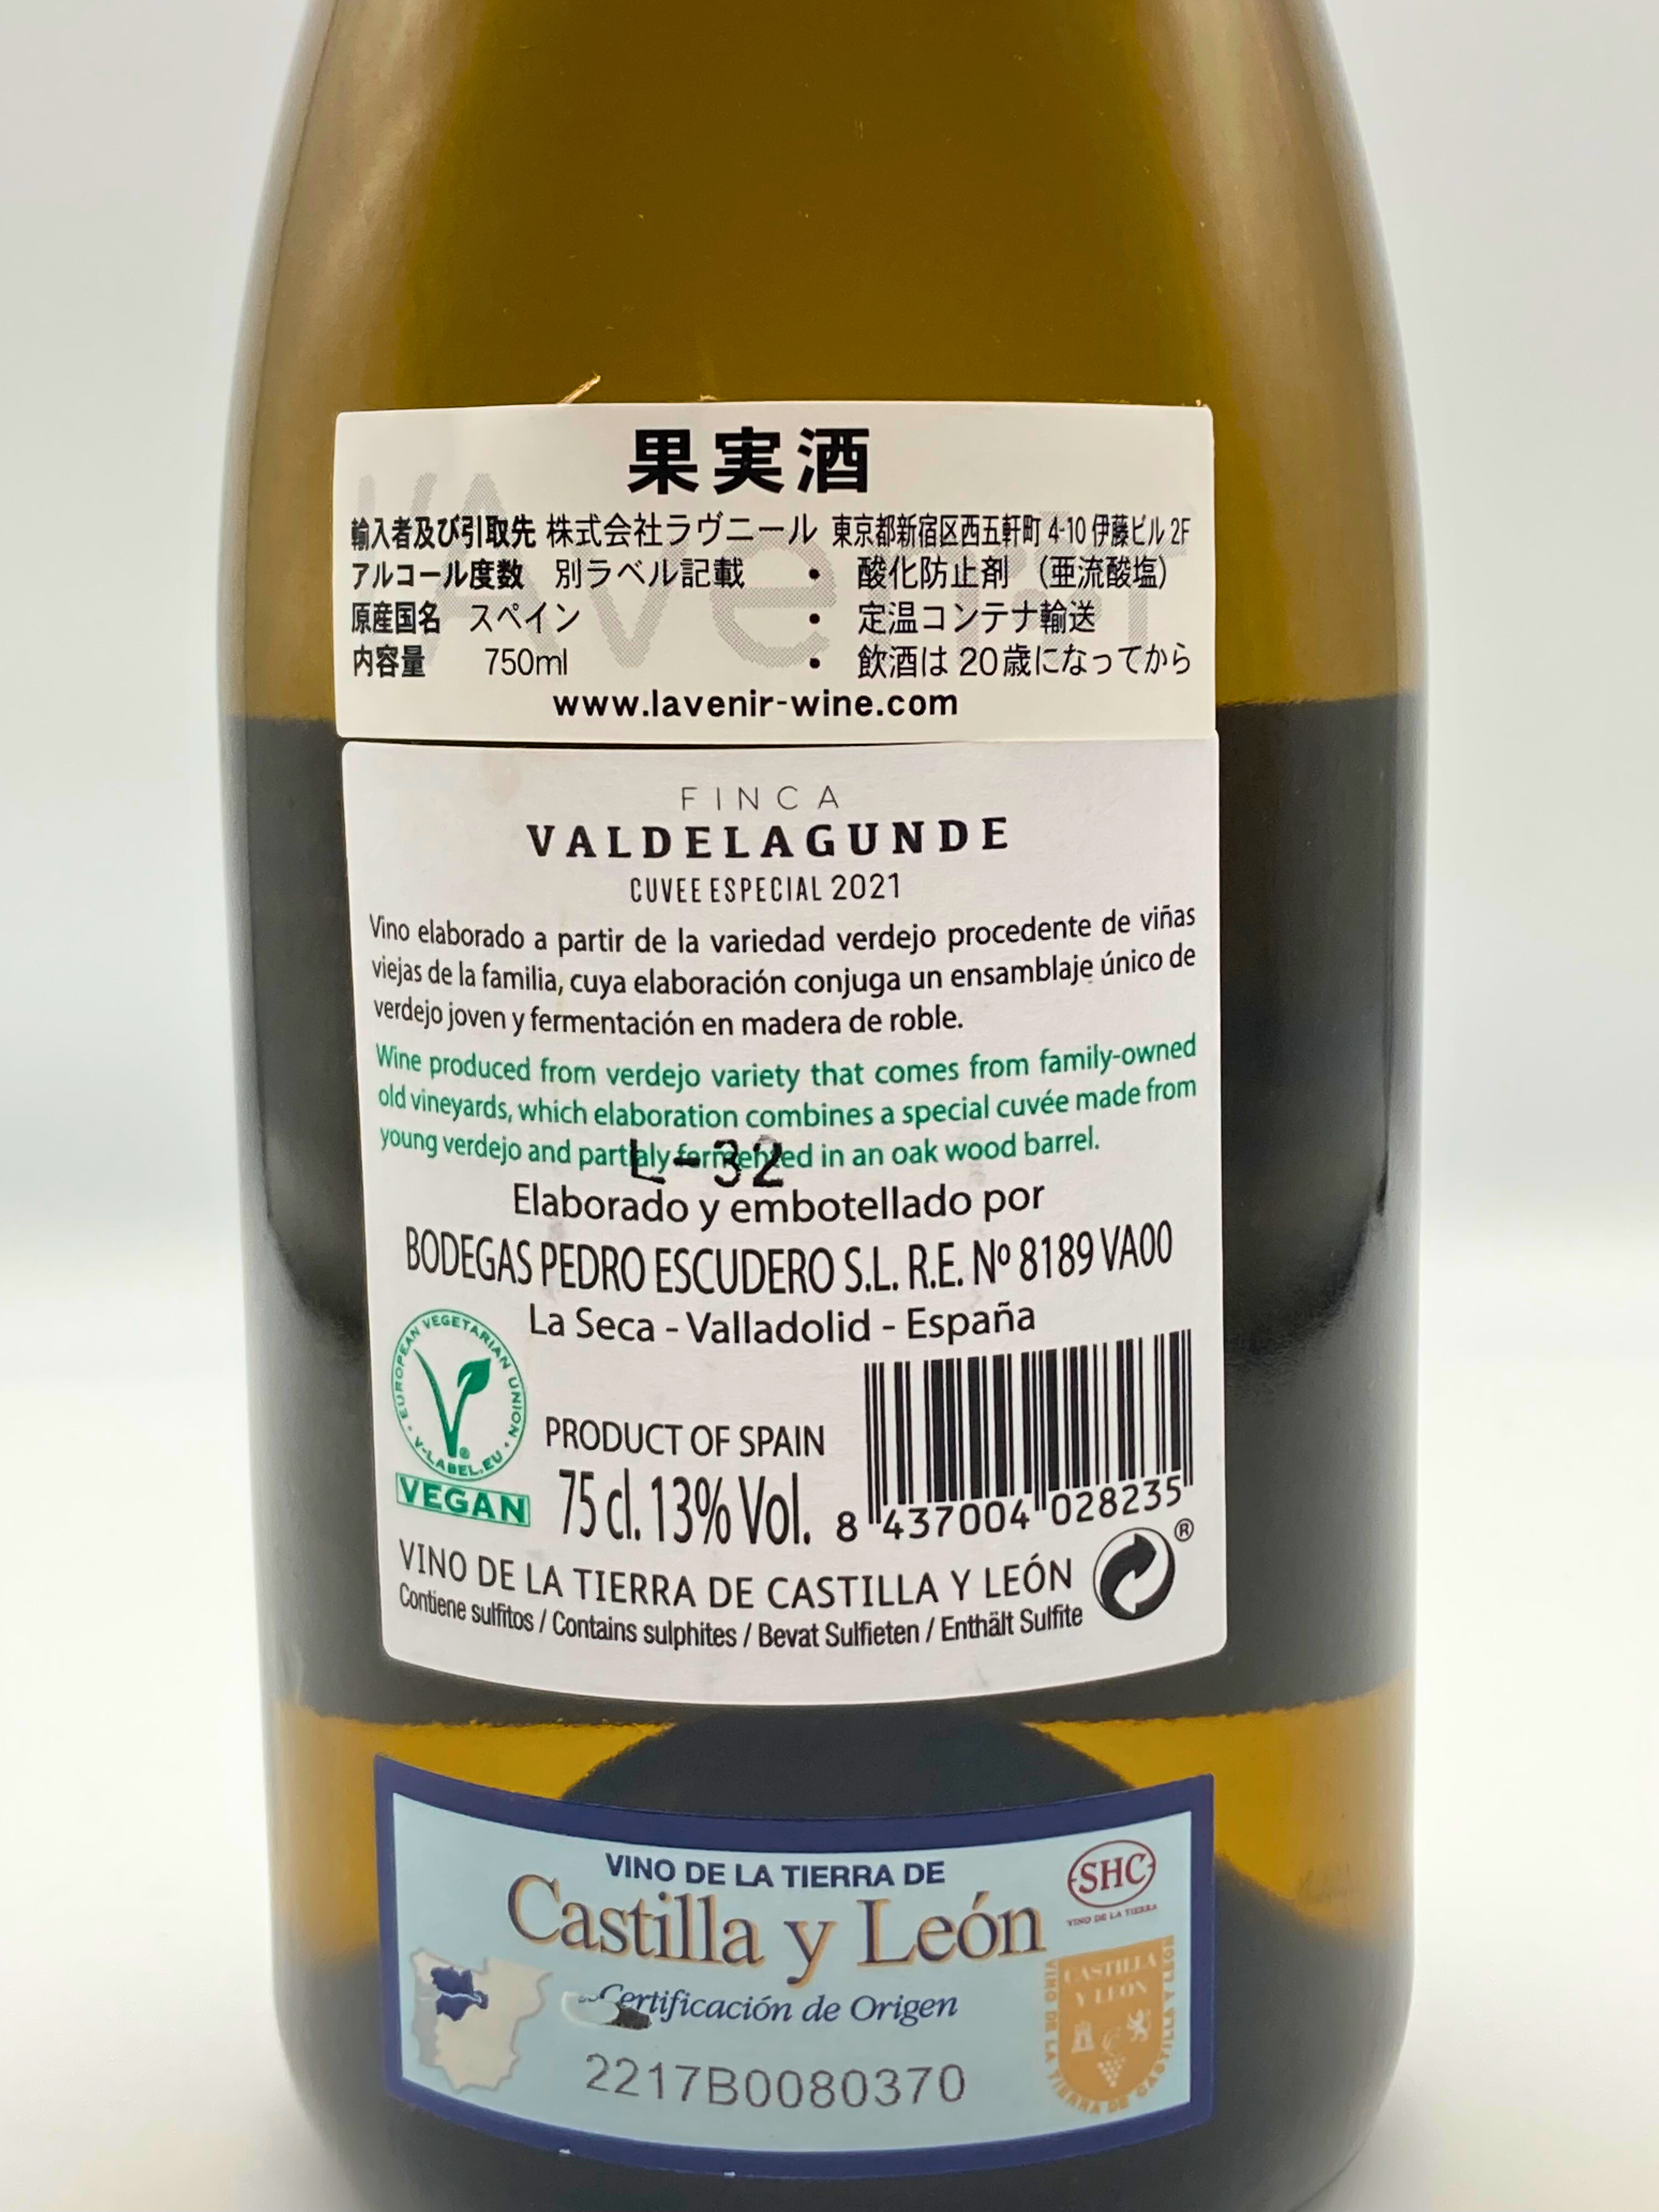 果実酒
輸入者及び引取先 株式会社ラヴニール 東京都新宿区西五軒町 4-10 伊藤ビル 2F
アルコール度数 別ラベル記載 • 酸化防止剤 (亜流酸塩)
原産国名 スペイン • 定温コンテナ輸送
内容量 750ml • 飲酒は 20歳になってから
www.lavenir-wine.com
L'Avenir
FINCA
VALDELAGUNDE
CUVEE ESPECIAL 2021
Vino elaborado a partir de la variedad verdejo procedente de viñas
viejas de la familia, cuya elaboración conjuga un ensamblaje único de
verdejo joven y fermentación en madera de roble.
Wine produced from verdejo variety that comes from family-owned
old vineyards, which elaboration combines a special cuvée made from
young verdejo and partialy fermented in an oak wood barrel.
L-32
Elaborado y embotellado por
BODEGAS PEDRO ESCUDERO S.L. R.E. Nº 8189 VA00
La Seca - Valladolid - España
EUROPEAN VEGETARIAN UNION • V-LABEL.EU •
VEGAN
PRODUCT OF SPAIN
75 cl. 13% Vol.
8 437004 028235
VINO DE LA TIERRA DE CASTILLA Y LEÓN
®
Contiene sulfitos / Contains sulphites / Bevat Sulfieten / Enthält Sulfite
VINO DE LA TIERRA DE
Castilla y León
Certificación de Origen
2217B0080370
SHC
VINO DE LA TIERRA
CASTILLA
Y LEÓN
VINO DE LA TIERRA DE CASTILLA Y LEÓN